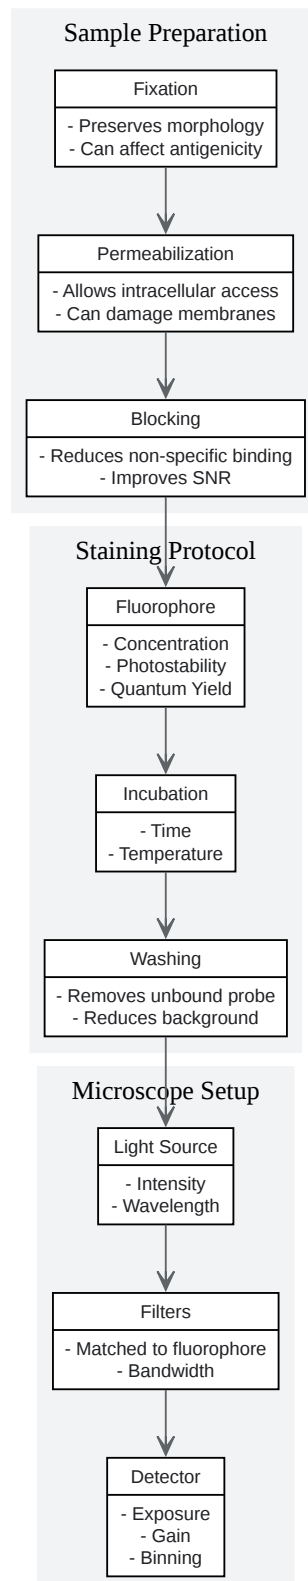 Sample Preparation
Fixation
- Preserves morphology
- Can affect antigenicity
Permeabilization
- Allows intracellular access
- Can damage membranes
Blocking
- Reduces non-specific binding
- Improves SNR
Staining Protocol
Fluorophore
- Concentration
- Photostability
- Quantum Yield
Incubation
- Time
- Temperature
Washing
- Removes unbound probe
- Reduces background
Microscope Setup
Light Source
- Intensity
- Wavelength
Filters
- Matched to fluorophore
- Bandwidth
Detector
- Exposure
- Gain
- Binning